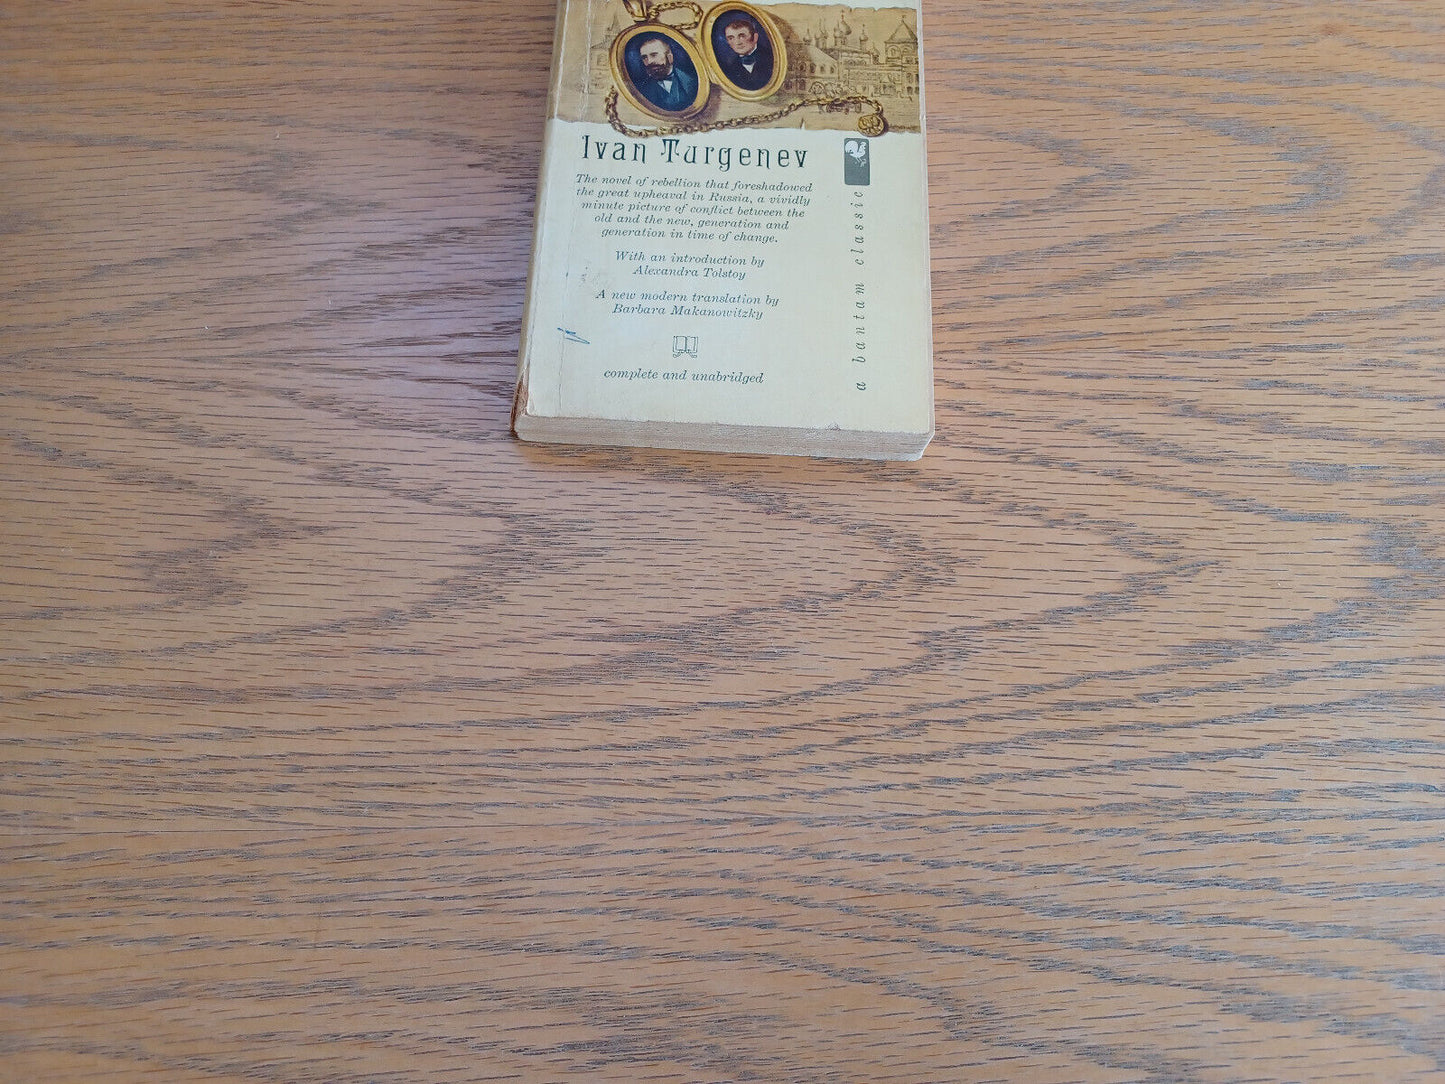 Ivan Turgenev
The novel of rebellion that foreshadowed
the great upheaval in Russia, a vividly
minute picture of conflict between the
old and the new, generation and
generation in time of change.
With an introduction by
Alexandra Tolstoy
A new modern translation by
Barbara Makanowitzky
complete and unabridged
a bantam classic